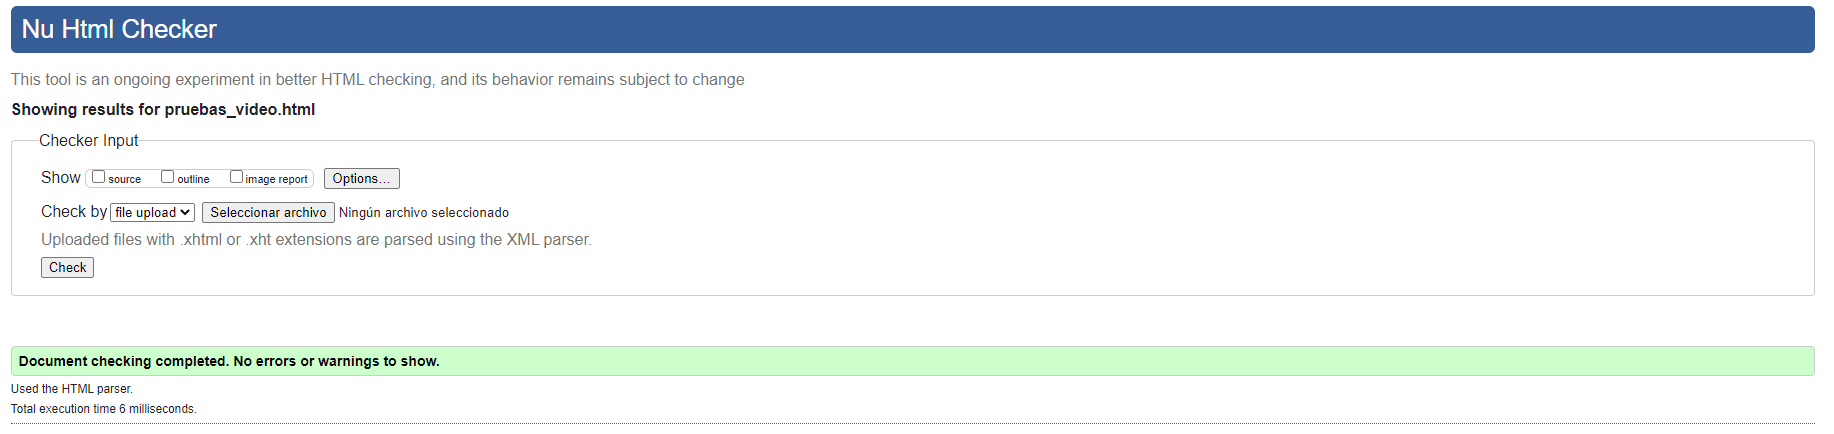 Nu Html Checker
This tool is an ongoing experiment in better HTML checking, and its behavior remains subject to change
Showing results for pruebas_video.html
Checker Input
Show source outline image report Options...
Check by file upload Seleccionar archivo Ningún archivo seleccionado
Uploaded files with .xhtml or .xht extensions are parsed using the XML parser.
Check
Document checking completed. No errors or warnings to show.
Used the HTML parser.
Total execution time 6 milliseconds.